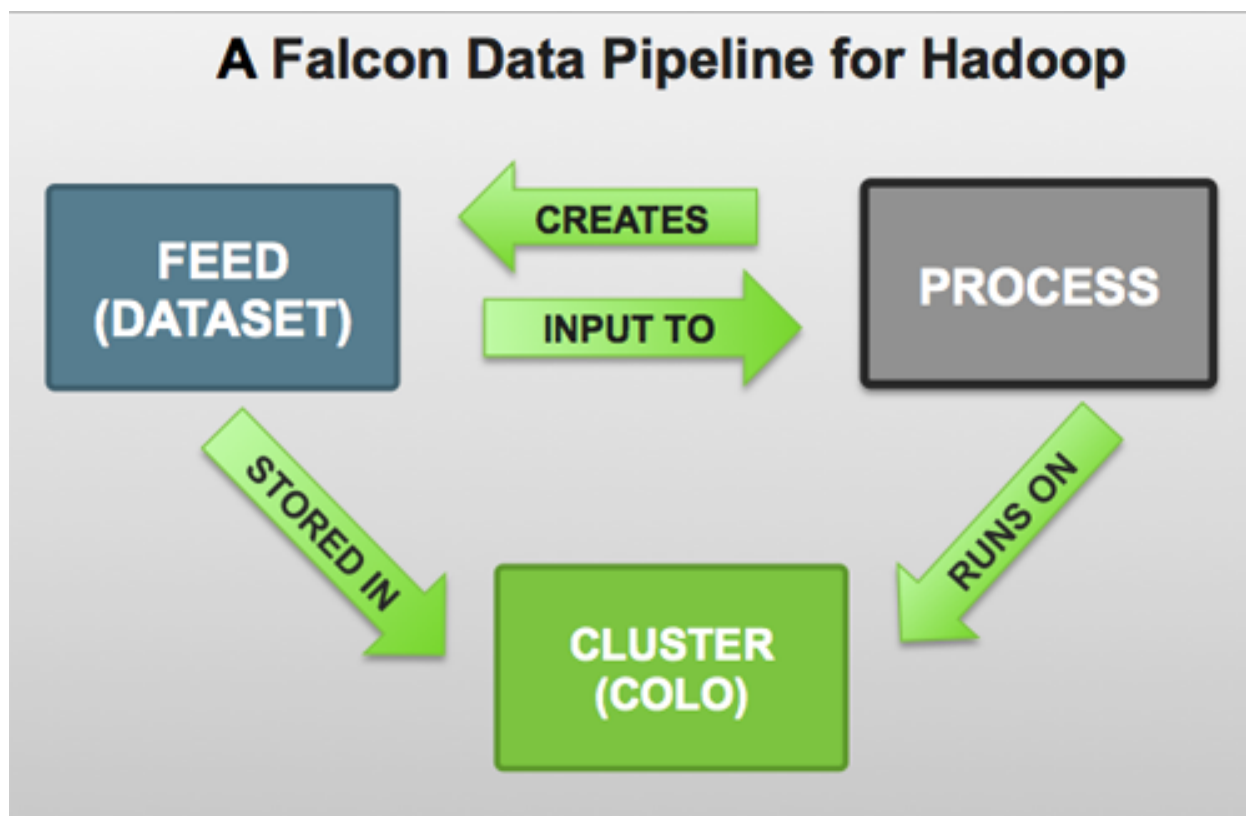 A Falcon Data Pipeline for Hadoop
FEED
(DATASET)
CREATES
INPUT TO
PROCESS
STORED IN
RUNS ON
CLUSTER
(COLO)